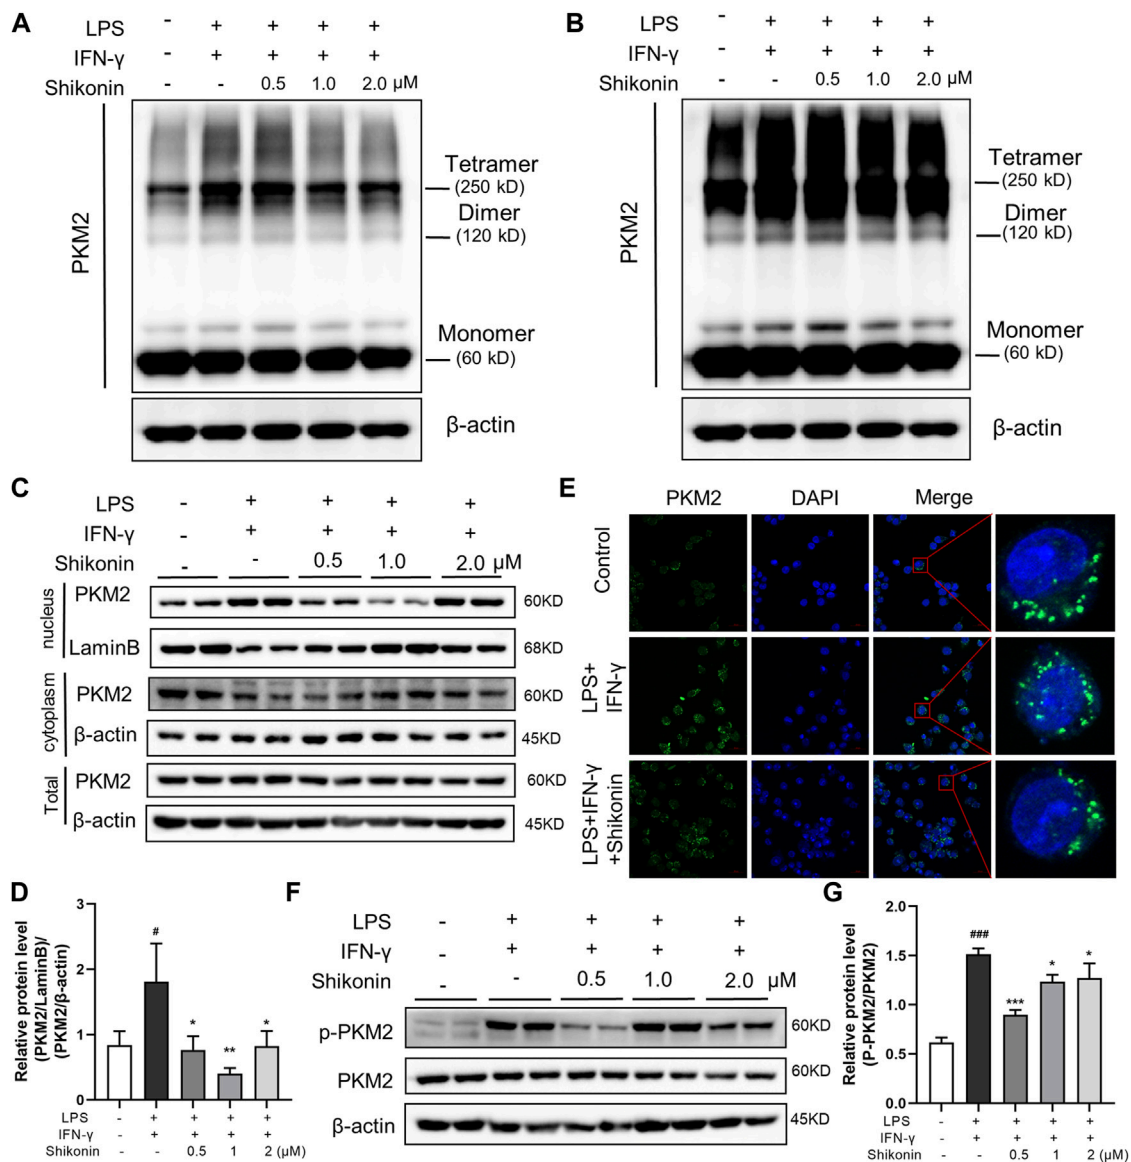 A
LPS - + + + +
IFN-γ - + + + +
Shikonin - - 0.5 1.0 2.0 μM
PKM2
Tetramer
(250 kD)
Dimer
(120 kD)
Monomer
(60 kD)
β-actin
B
LPS - + + + +
IFN-γ - + + + +
Shikonin - - 0.5 1.0 2.0 μM
PKM2
Tetramer
(250 kD)
Dimer
(120 kD)
Monomer
(60 kD)
β-actin
C
LPS - + + + +
IFN-γ - + + + +
Shikonin - - 0.5 1.0 2.0 μM
nucleus
PKM2 60KD
LaminB 68KD
cytoplasm
PKM2 60KD
β-actin 45KD
Total
PKM2 60KD
β-actin 45KD
E
PKM2 DAPI Merge
Control
LPS+
IFN-γ
LPS+IFN-γ
+Shikonin
D
Relative protein level
(PKM2/LaminB)/
(PKM2/β-actin)
3
2
1
0
# * ** *
LPS - + + + +
IFN-γ - + + + +
Shikonin - - 0.5 1 2 (μM)
F
LPS - + + + +
IFN-γ - + + + +
Shikonin - - 0.5 1.0 2.0 μM
p-PKM2 60KD
PKM2 60KD
β-actin 45KD
G
Relative protein level
(P-PKM2/PKM2)
2.0
1.5
1.0
0.5
0.0
### *** * *
LPS - + + + +
IFN-γ - + + + +
Shikonin - - 0.5 1 2 (μM)